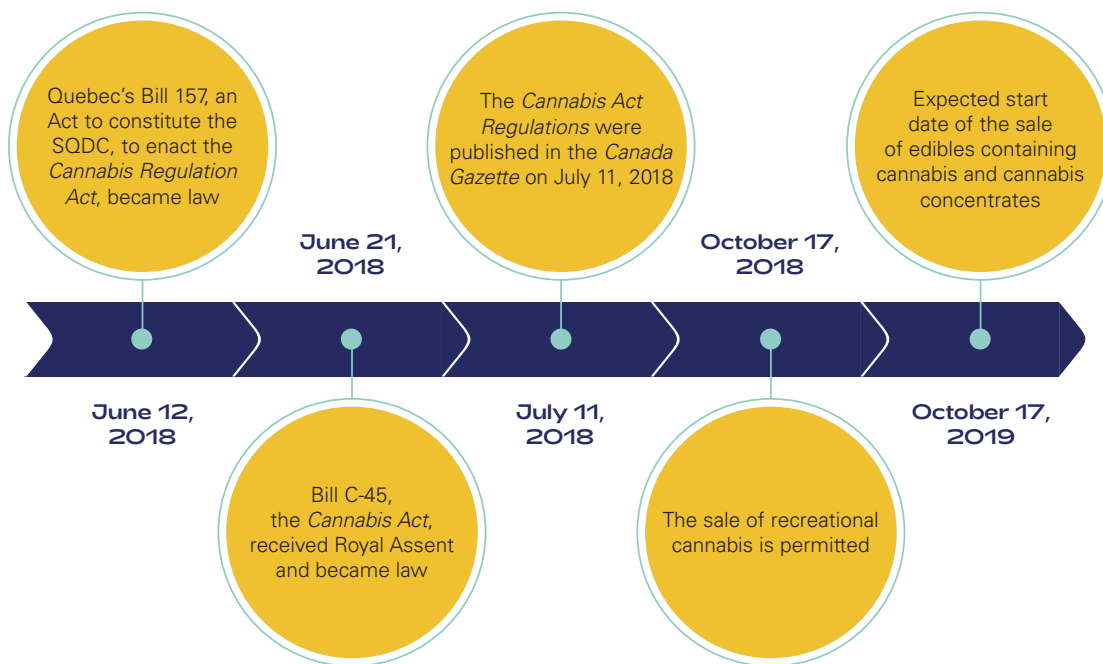 Quebec's Bill 157, an
Act to constitute the
SQDC, to enact the
Cannabis Regulation
Act, became law
June 12,
2018
June 21,
2018
Bill C-45,
the Cannabis Act,
received Royal Assent
and became law
The Cannabis Act
Regulations were
published in the Canada
Gazette on July 11, 2018
July 11,
2018
October 17,
2018
The sale of recreational
cannabis is permitted
Expected start
date of the sale
of edibles containing
cannabis and cannabis
concentrates
October 17,
2019